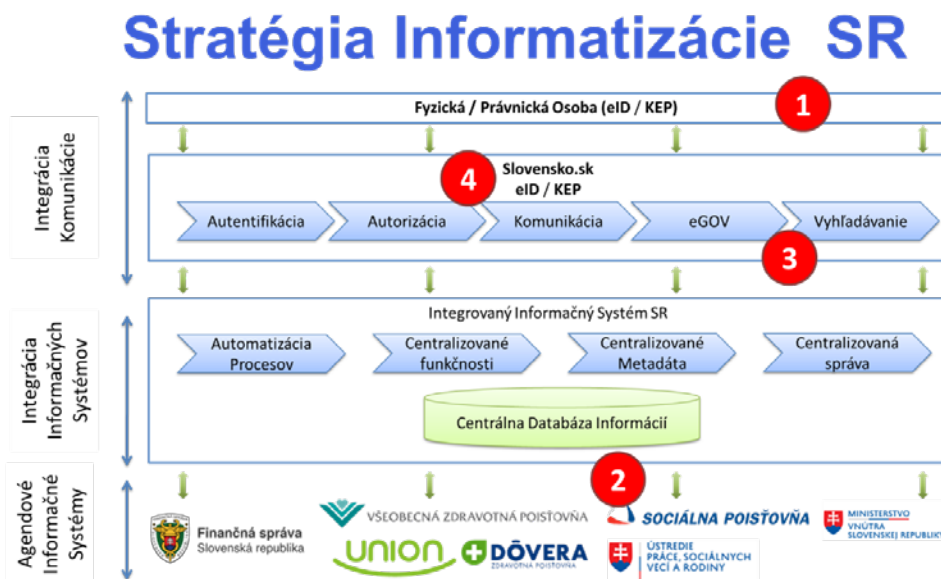 Stratégia Informatizácie SR
Integrácia
Komunikácie
Fyzická / Právnická Osoba (eID / KEP)
1
4
Slovensko.sk
eID / KEP
Autentifikácia
Autorizácia
Komunikácia
eGOV
Vyhľadávanie
3
Integrácia
Informačných
Systémov
Integrovaný Informačný Systém SR
Automatizácia
Procesov
Centralizované
funkčnosti
Centralizované
Metadáta
Centralizovaná
správa
Centrálna Databáza Informácií
2
Agendové
Informačné
Systémy
Finančná správa
Slovenská republika
VŠEOBECNÁ ZDRAVOTNÁ POISŤOVŇA
SOCIÁLNA POISŤOVŇA
MINISTERSTVO
VNÚTRA
SLOVENSKEJ REPUBLIKY
UNION
DÔVERA
ZDRAVOTNÁ POISŤOVŇA
ÚSTREDIE
PRÁCE, SOCIÁLNYCH
VECÍ A RODINY